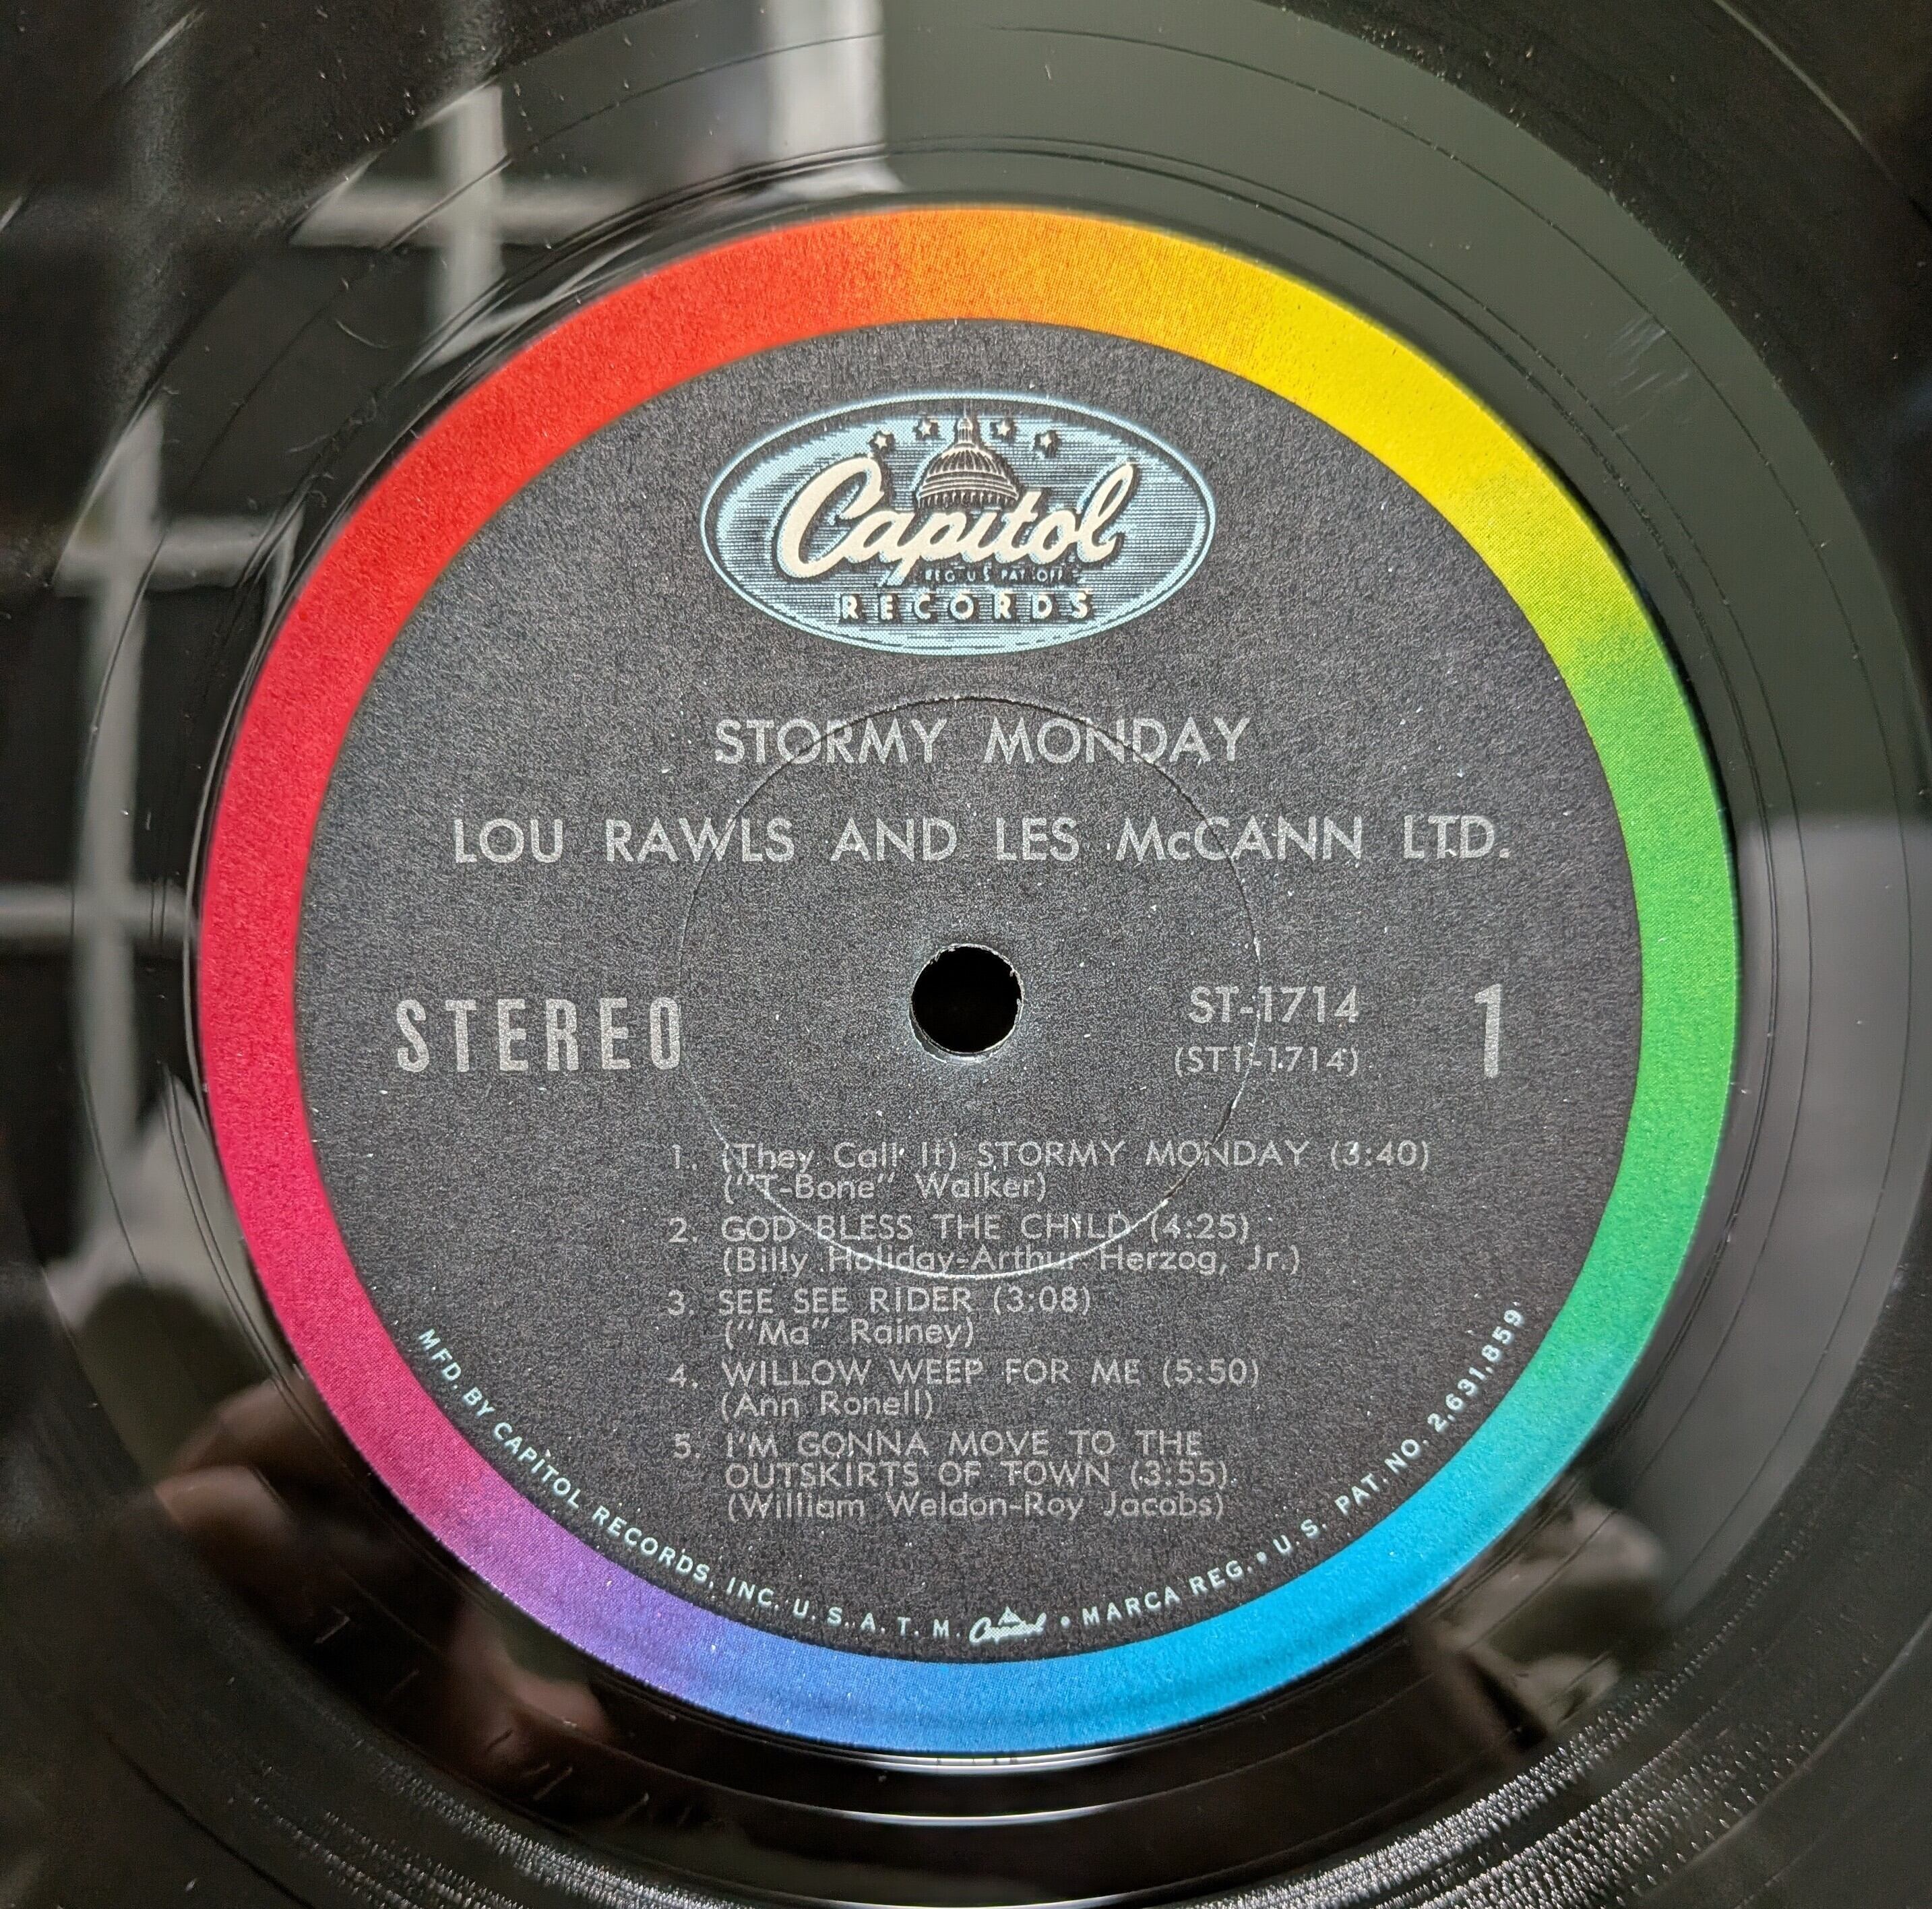 Capitol
REG. U.S. PAT. OFF.
RECORDS
STORMY MONDAY
LOU RAWLS AND LES McCANN LTD.
STEREO
ST-1714
(ST1-1714)
1
1. (They Call It) STORMY MONDAY (3:40)
("T-Bone" Walker)
2. GOD BLESS THE CHILD (4:25)
(Billy Holiday-Arthur Herzog, Jr.)
3. SEE SEE RIDER (3:08)
("Ma" Rainey)
4. WILLOW WEEP FOR ME (5:50)
(Ann Ronell)
5. I'M GONNA MOVE TO THE
OUTSKIRTS OF TOWN (3:55)
(William Weldon-Roy Jacobs)
MFD. BY CAPITOL RECORDS, INC. U.S.A. T.M. Capitol • MARCA REG. • U.S. PAT. NO. 2,631,859